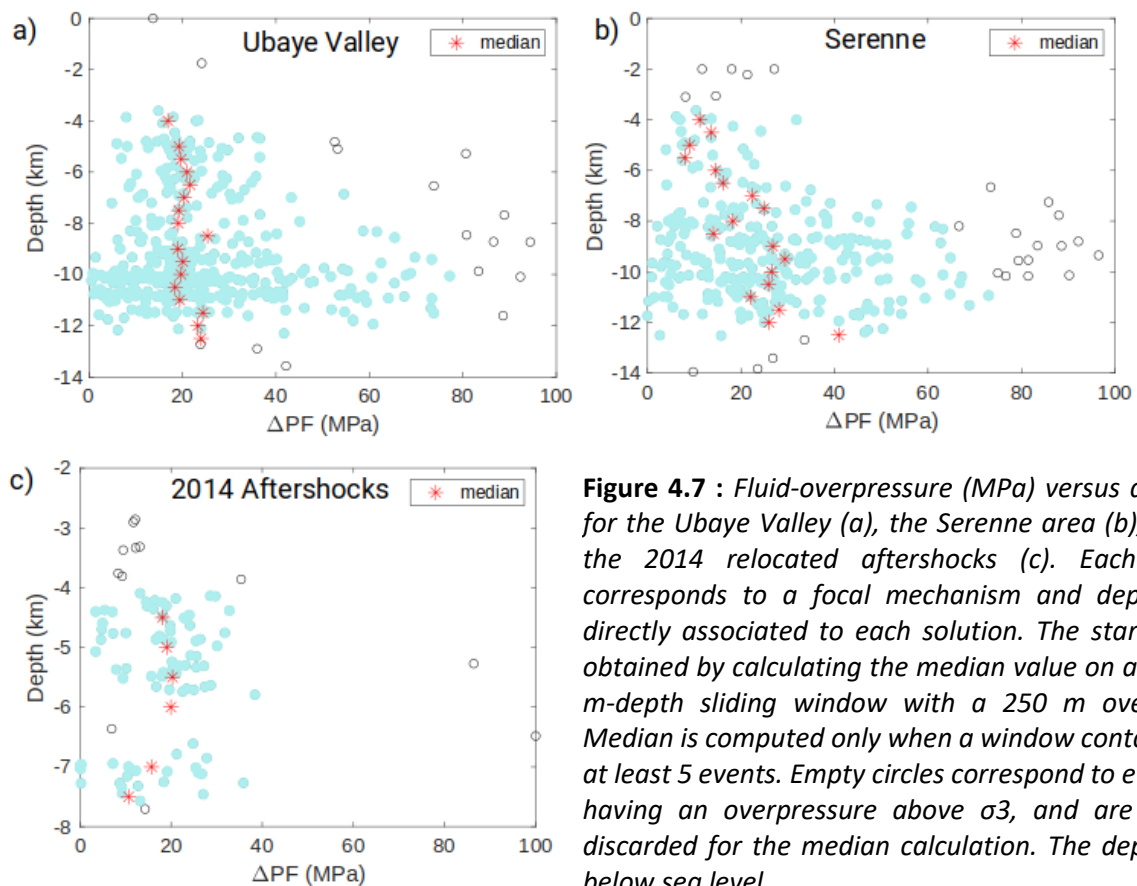 a)
Ubaye Valley
median
0
-2
-4
-6
-8
-10
-12
-14
Depth (km)
0 20 40 60 80 100
ΔPF (MPa)
b)
Serenne
median
0
-2
-4
-6
-8
-10
-12
-14
Depth (km)
0 20 40 60 80 100
ΔPF (MPa)
c)
2014 Aftershocks
median
-2
-3
-4
-5
-6
-7
-8
Depth (km)
0 20 40 60 80 100
ΔPF (MPa)
Figure 4.7 : Fluid-overpressure (MPa) versus
for the Ubaye Valley (a), the Serenne area (b),
the 2014 relocated aftershocks (c). Each
corresponds to a focal mechanism and dep
directly associated to each solution. The star
obtained by calculating the median value on a
m-depth sliding window with a 250 m ove
Median is computed only when a window conta
at least 5 events. Empty circles correspond to e
having an overpressure above σ3, and are
discarded for the median calculation. The dep
below sea level